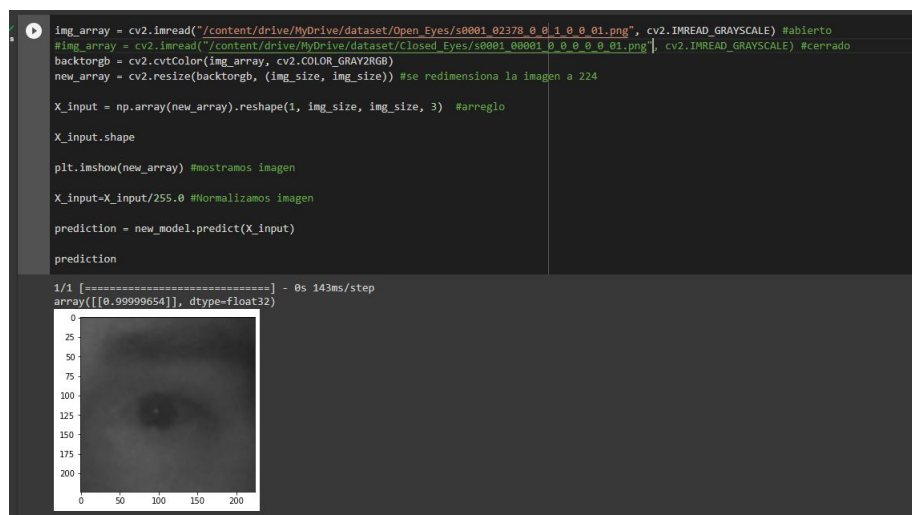 img_array = cv2.imread("/content/drive/MyDrive/dataset/Open_Eyes/s0001_02378_0_0_1_0_0_01.png", cv2.IMREAD_GRAYSCALE) #abierto
#img_array = cv2.imread("/content/drive/MyDrive/dataset/Closed_Eyes/s0001_00001_0_0_0_0_0_01.png", cv2.IMREAD_GRAYSCALE) #cerrado
backtorgb = cv2.cvtColor(img_array, cv2.COLOR_GRAY2RGB)
new_array = cv2.resize(backtorgb, (img_size, img_size)) #se redimensiona la imagen a 224
X_input = np.array(new_array).reshape(1, img_size, img_size, 3) #arreglo
X_input.shape
plt.imshow(new_array) #mostramos imagen
X_input=X_input/255.0 #Normalizamos imagen
prediction = new_model.predict(X_input)
prediction
1/1 [==============================] - 0s 143ms/step
array([[0.99999654]], dtype=float32)
0
25
50
75
100
125
150
175
200
0 50 100 150 200